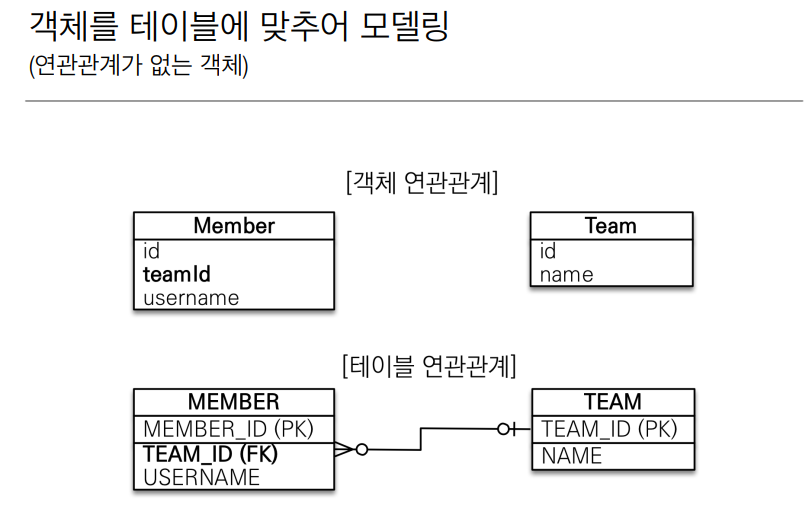 객체를 테이블에 맞추어 모델링
(연관관계가 없는 객체)
[객체 연관관계]
Member
id
teamId
username
Team
id
name
[테이블 연관관계]
MEMBER
MEMBER_ID (PK)
TEAM_ID (FK)
USERNAME
TEAM
TEAM_ID (PK)
NAME